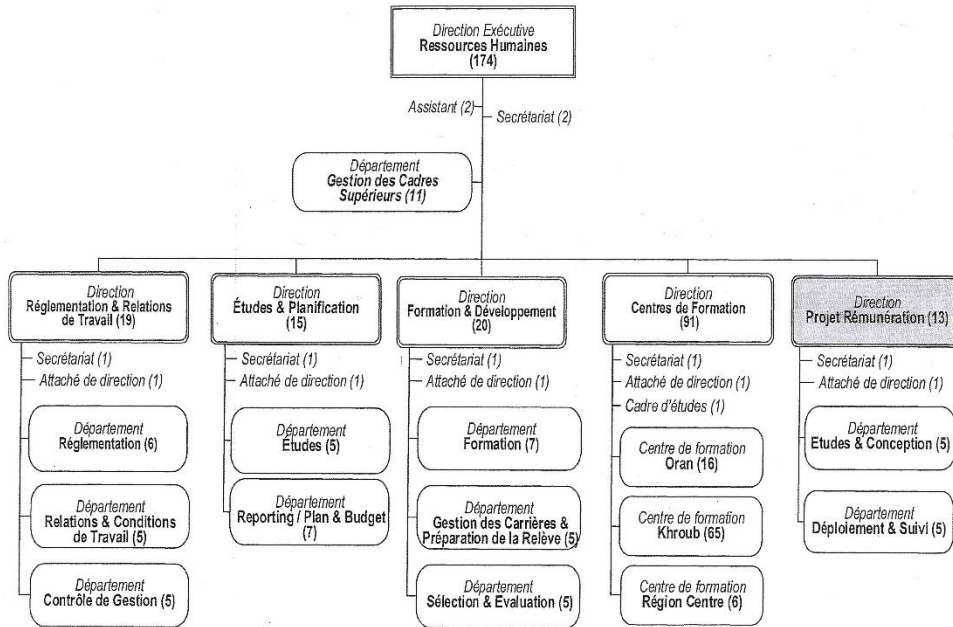 Direction Exécutive
Ressources Humaines
(174)
Assistant (2)
Secrétariat (2)
Département
Gestion des Cadres
Supérieurs (11)
Direction
Réglementation & Relations
de Travail (19)
Secrétariat (1)
Attaché de direction (1)
Département
Réglementation (6)
Département
Relations & Conditions
de Travail (5)
Département
Contrôle de Gestion (5)
Direction
Études & Planification
(15)
Secrétariat (1)
Attaché de direction (1)
Département
Études (5)
Département
Reporting / Plan & Budget
(7)
Direction
Formation & Développement
(20)
Secrétariat (1)
Attaché de direction (1)
Département
Formation (7)
Département
Gestion des Carrières &
Préparation de la Relève (5)
Département
Sélection & Evaluation (5)
Direction
Centres de Formation
(91)
Secrétariat (1)
Attaché de direction (1)
Cadre d'études (1)
Centre de formation
Oran (16)
Centre de formation
Khroub (65)
Centre de formation
Région Centre (6)
Direction
Projet Rémunération (13)
Secrétariat (1)
Attaché de direction (1)
Département
Etudes & Conception (5)
Département
Déploiement & Suivi (5)